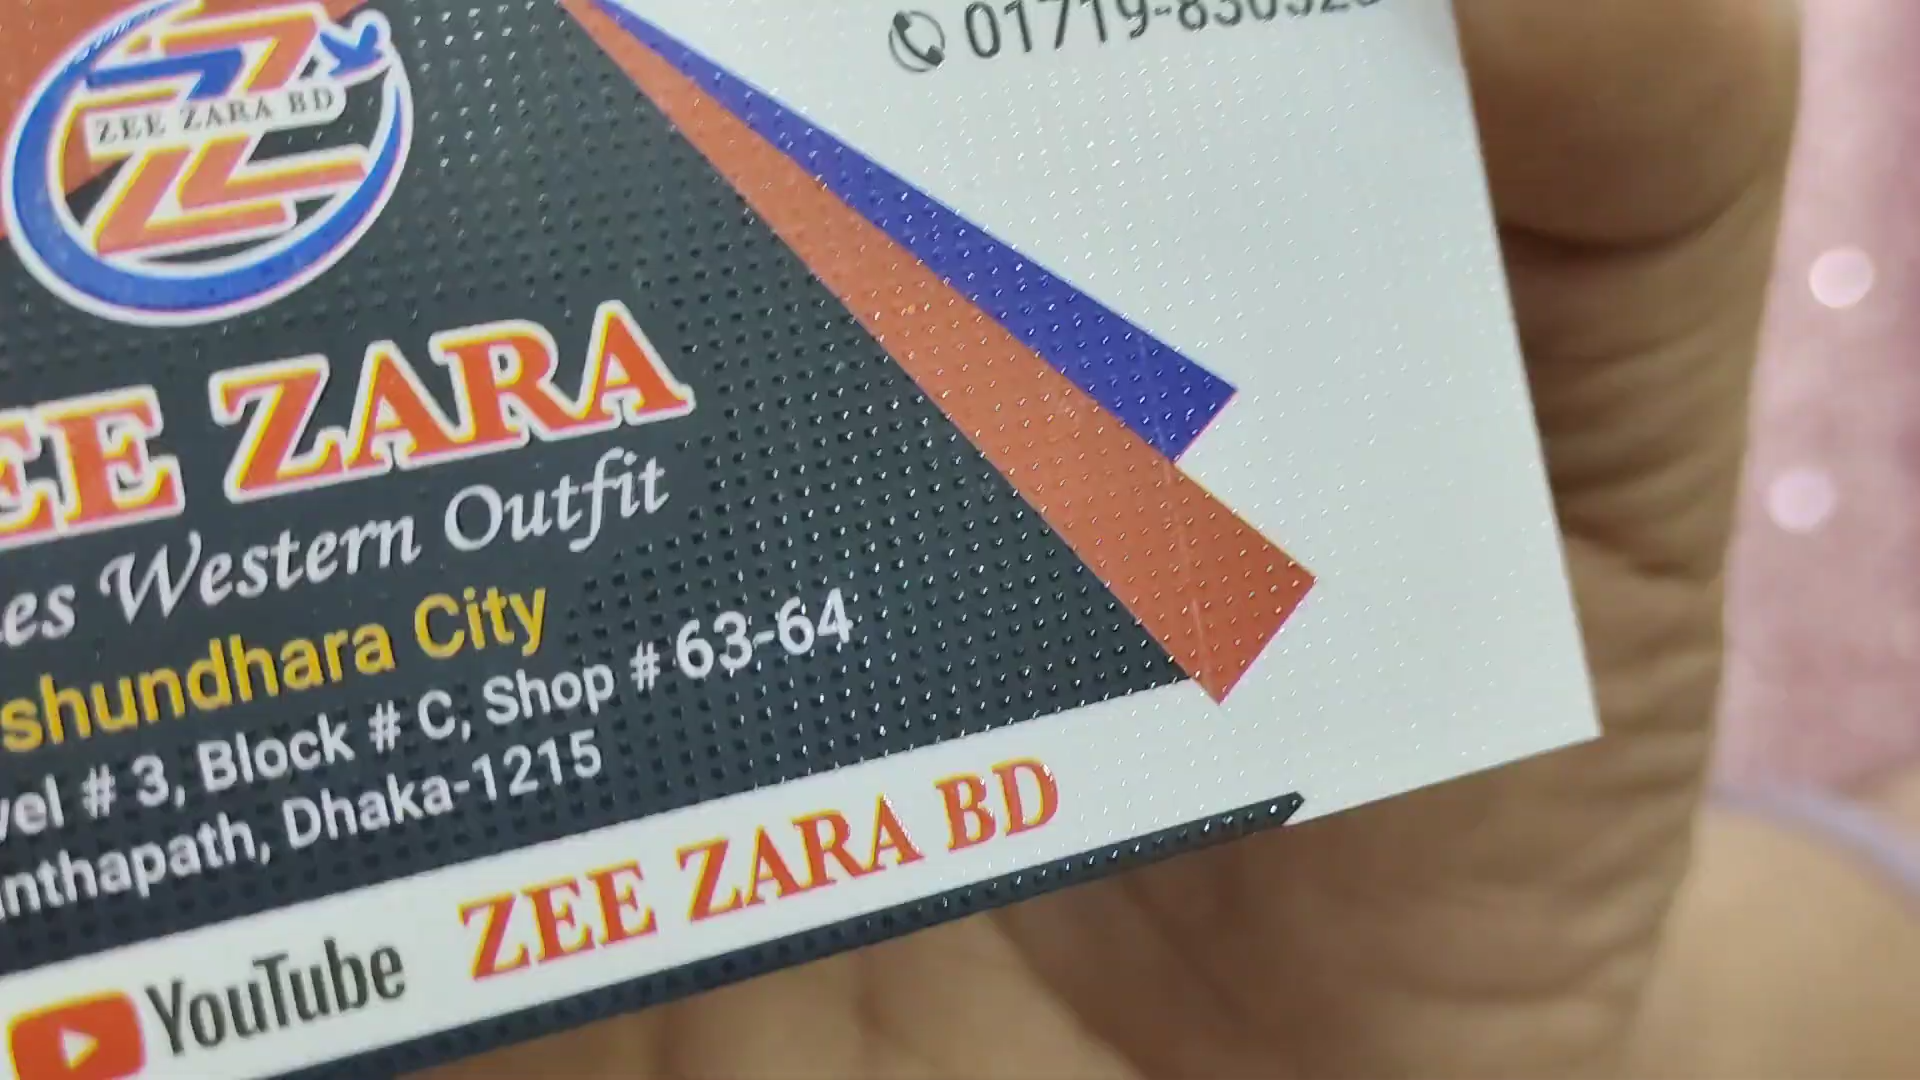 01719-
ZEE ZARA BD
EE ZARA
es Western Outfit
shundhara City
vel # 3, Block # C, Shop # 63-64
nthapath, Dhaka-1215
YouTube ZEE ZARA BD